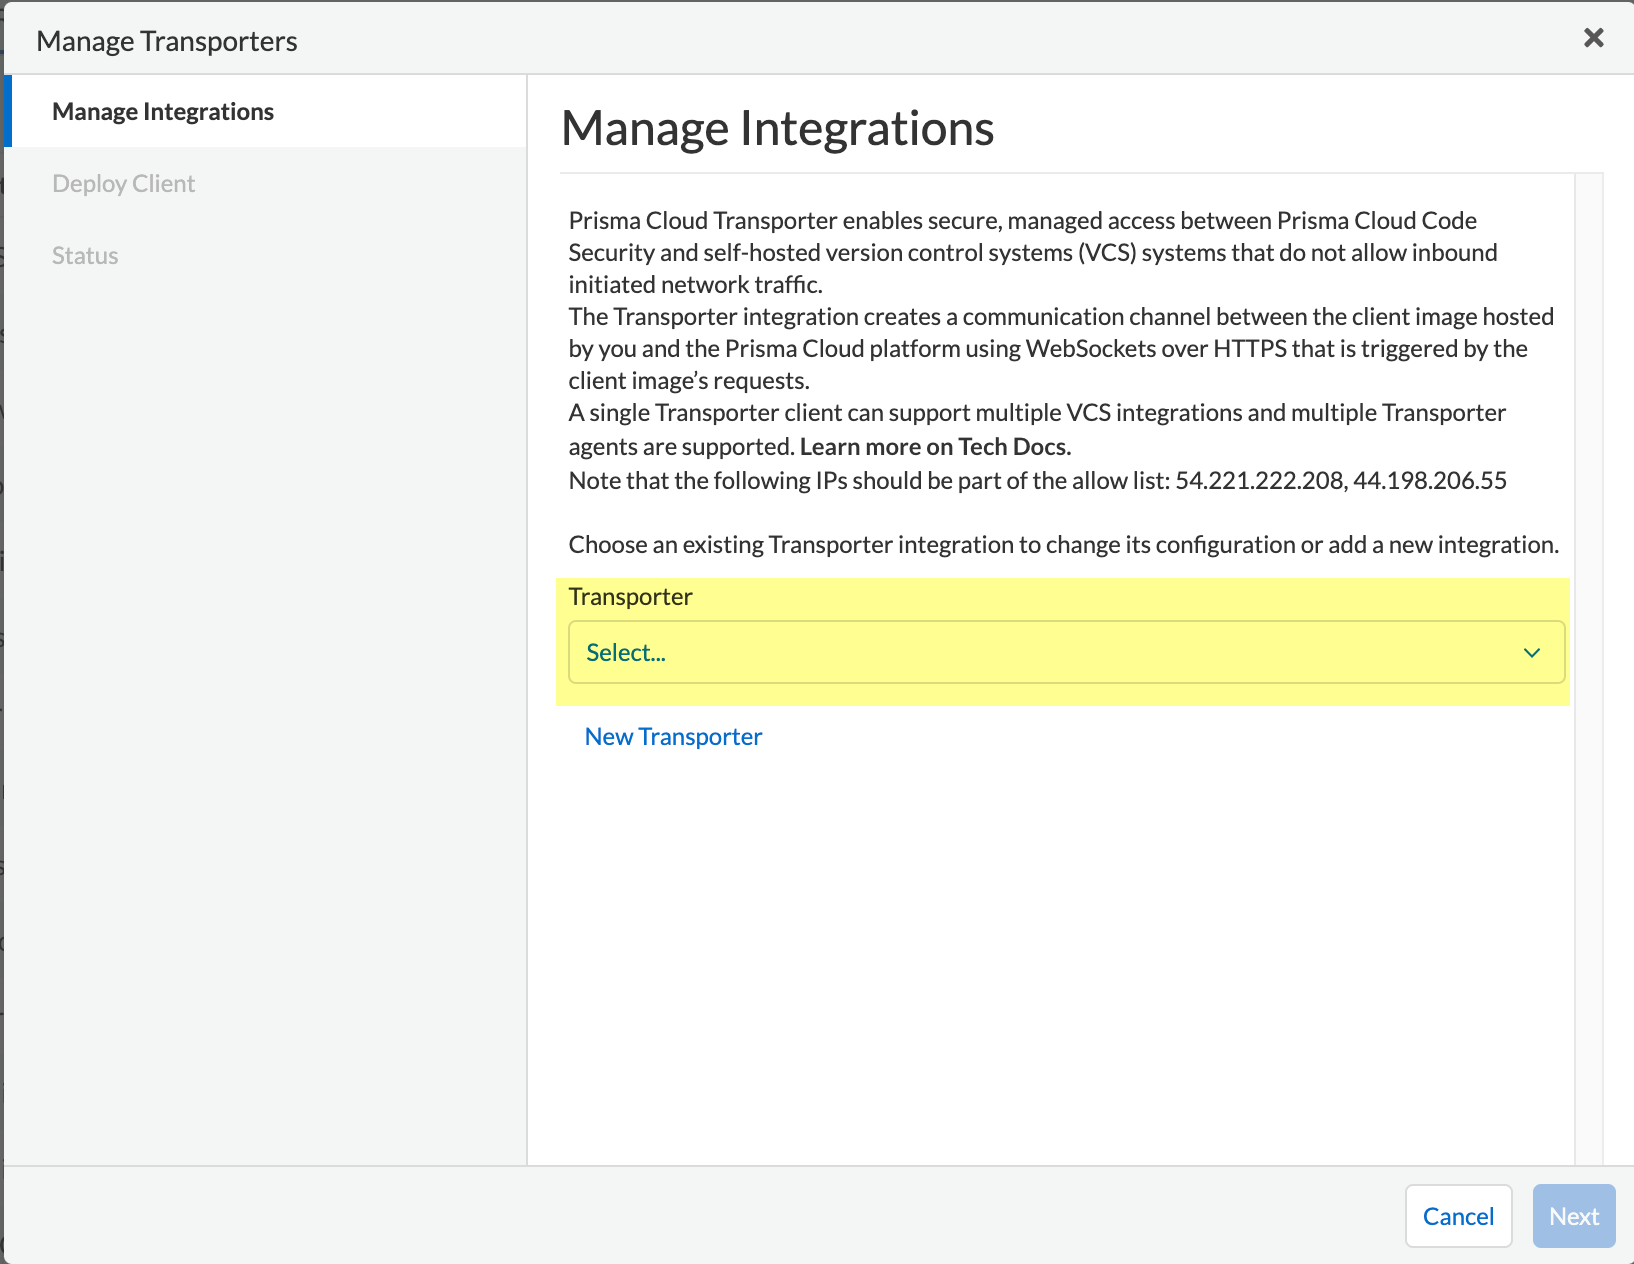 Manage Transporters
Manage Integrations
Deploy Client
Status
Manage Integrations
Prisma Cloud Transporter enables secure, managed access between Prisma Cloud Code
Security and self-hosted version control systems (VCS) systems that do not allow inbound
initiated network traffic.
The Transporter integration creates a communication channel between the client image hosted
by you and the Prisma Cloud platform using WebSockets over HTTPS that is triggered by the
client image’s requests.
A single Transporter client can support multiple VCS integrations and multiple Transporter
agents are supported. Learn more on Tech Docs.
Note that the following IPs should be part of the allow list: 54.221.222.208, 44.198.206.55
Choose an existing Transporter integration to change its configuration or add a new integration.
Transporter
Select...
New Transporter
Cancel
Next